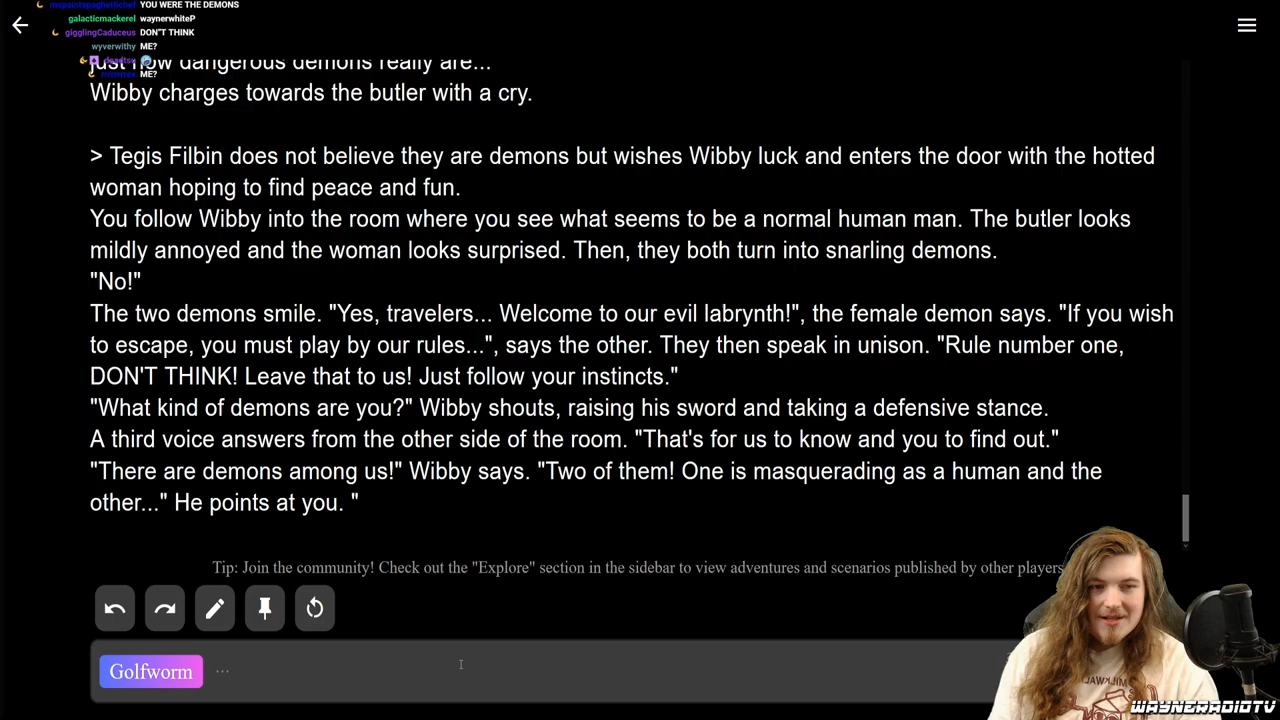 mspaintspaghettichef YOU WERE THE DEMONS
galacticmackerel waynerwhiteP
gigglingCaduceus DON"T THINK
wyverwithy ME?
ME?
just how dangerous demons really are...
Wibby charges towards the butler with a cry.
> Tegis Filbin does not believe they are demons but wishes Wibby luck and enters the door with the hotted
woman hoping to find peace and fun.
You follow Wibby into the room where you see what seems to be a normal human man. The butler looks
mildly annoyed and the woman looks surprised. Then, they both turn into snarling demons.
"No!"
The two demons smile. "Yes, travelers... Welcome to our evil labrynth!", the female demon says. "If you wish
to escape, you must play by our rules...", says the other. They then speak in unison. "Rule number one,
DON'T THINK! Leave that to us! Just follow your instincts."
"What kind of demons are you?" Wibby shouts, raising his sword and taking a defensive stance.
A third voice answers from the other side of the room. "That's for us to know and you to find out."
"There are demons among us!" Wibby says. "Two of them! One is masquerading as a human and the
other..." He points at you. "
Tip: Join the community! Check out the "Explore" section in the sidebar to view adventures and scenarios published by other players
Golfworm ...
MILKWAL
WAYNERADIOTV